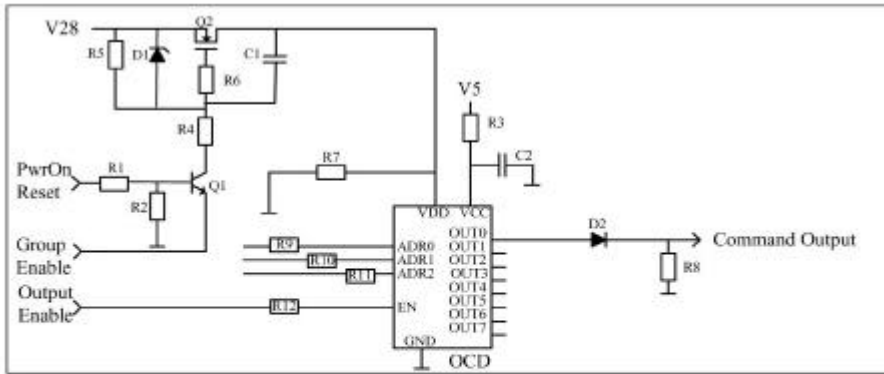 V28
Q2
R5
D1
C1
R6
R4
V5
R3
C2
R7
PwrOn
Reset
R1
Q1
R2
VDD VCC
OUT0
D2
Command Output
R8
Group
Enable
R9
R10
R11
ADR0
ADR1
ADR2
OUT1
OUT2
OUT3
OUT4
OUT5
OUT6
OUT7
Output
Enable
R12
EN
GND
OCD